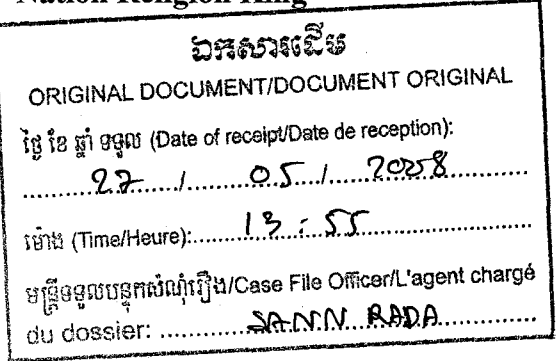 Nation Religion King
ឯកសារដើម
ORIGINAL DOCUMENT/DOCUMENT ORIGINAL
ថ្ងៃ ខែ ឆ្នាំ ទទួល (Date of receipt/Date de reception):
27 / 05 / 2008
ម៉ោង (Time/Heure): 13 : 55
មន្ត្រីទទួលបន្ទុកសំណុំរឿង/Case File Officer/L'agent chargé
du dossier: SANN RADA